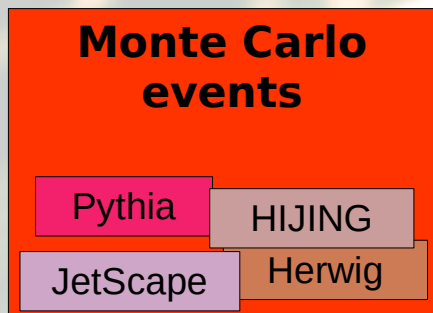 Monte Carlo
events
Pythia
HIJING
JetScape
Herwig